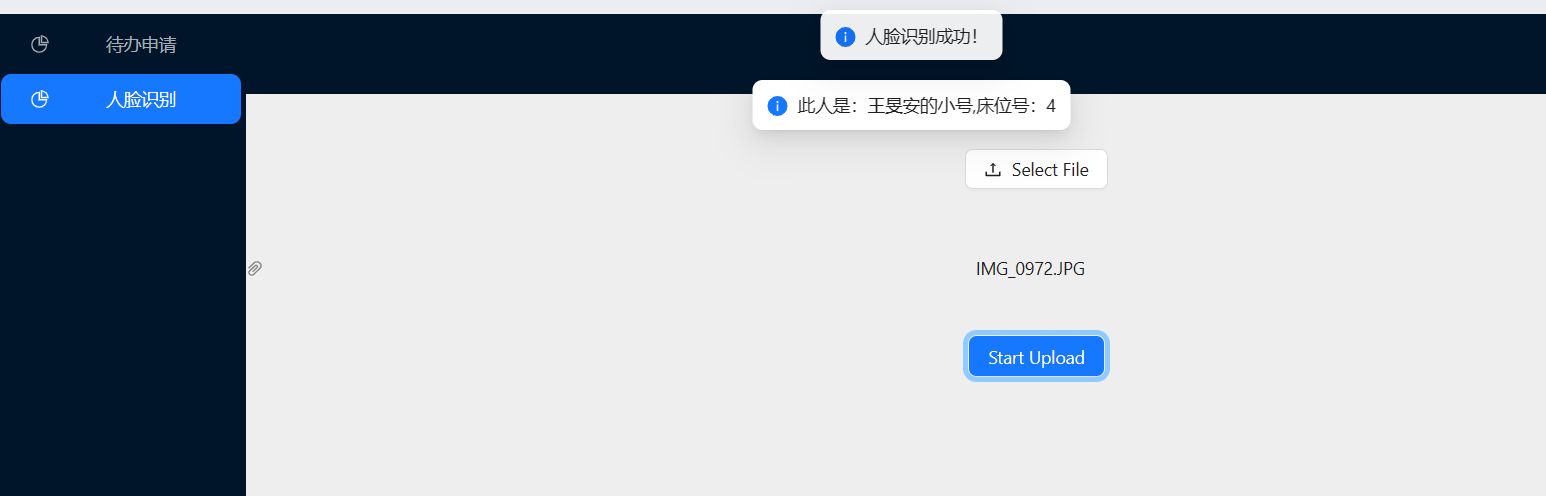 待办申请
人脸识别成功！
人脸识别
此人是：王旻安的小号,床位号：4
Select File
IMG_0972.JPG
Start Upload